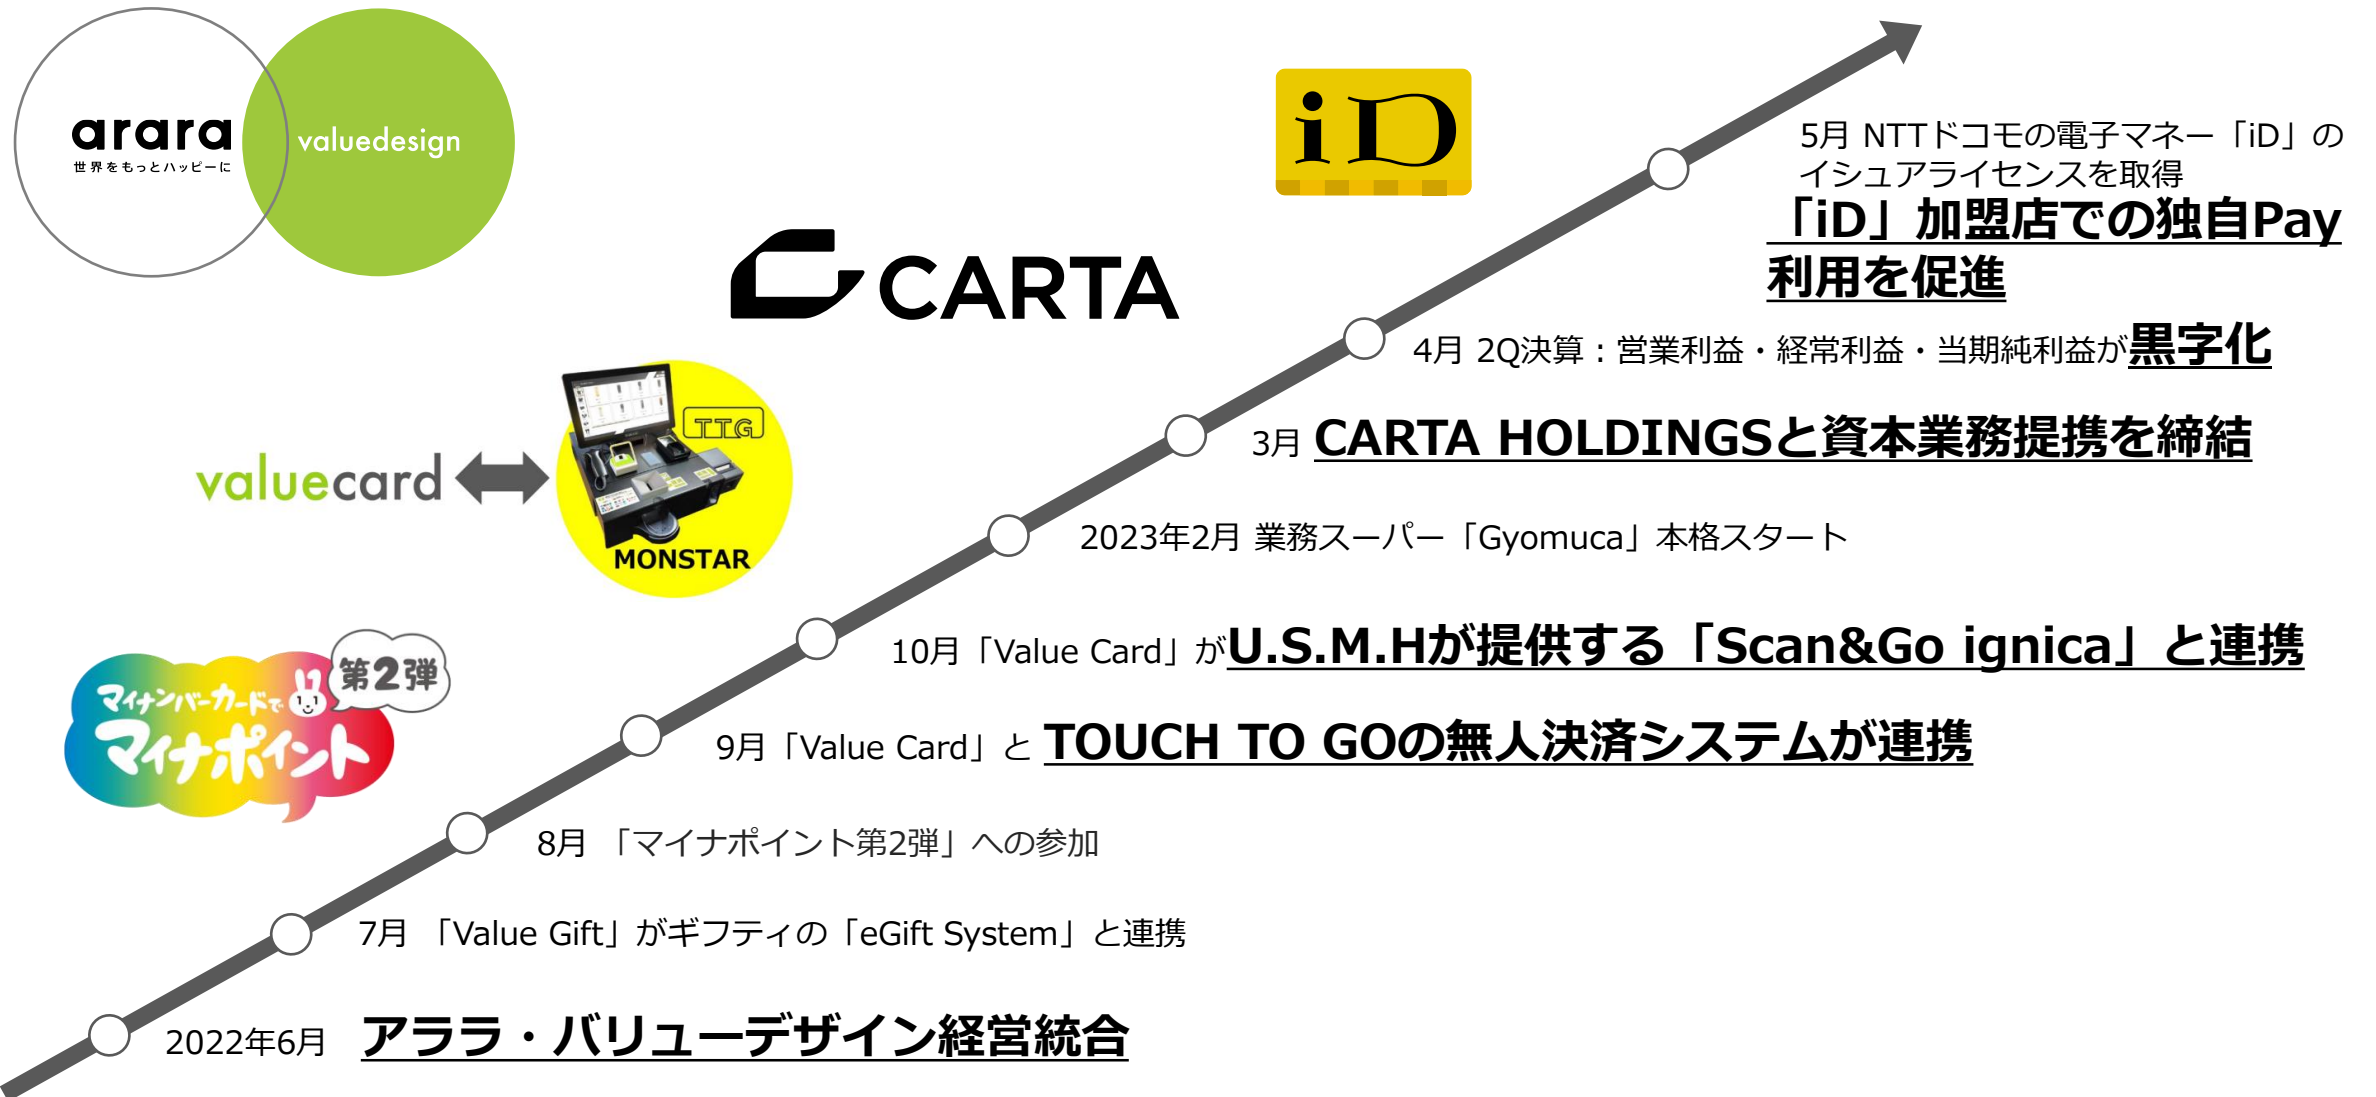 arara
世界をもっとハッピーに
valuedesign
iD
5月 NTTドコモの電子マネー「iD」の
イシュアライセンスを取得
「iD」加盟店での独自Pay
利用を促進
CARTA
4月 2Q決算：営業利益・経常利益・当期純利益が黒字化
TTG
valuecard
MONSTAR
3月 CARTA HOLDINGSと資本業務提携を締結
2023年2月 業務スーパー「Gyomuca」本格スタート
10月「Value Card」がU.S.M.Hが提供する「Scan&Go ignica」と連携
第2弾
マイナンバーカードで
マイナポイント
9月「Value Card」と TOUCH TO GOの無人決済システムが連携
8月 「マイナポイント第2弾」への参加
7月 「Value Gift」がギフティの「eGift System」と連携
2022年6月 アララ・バリューデザイン経営統合